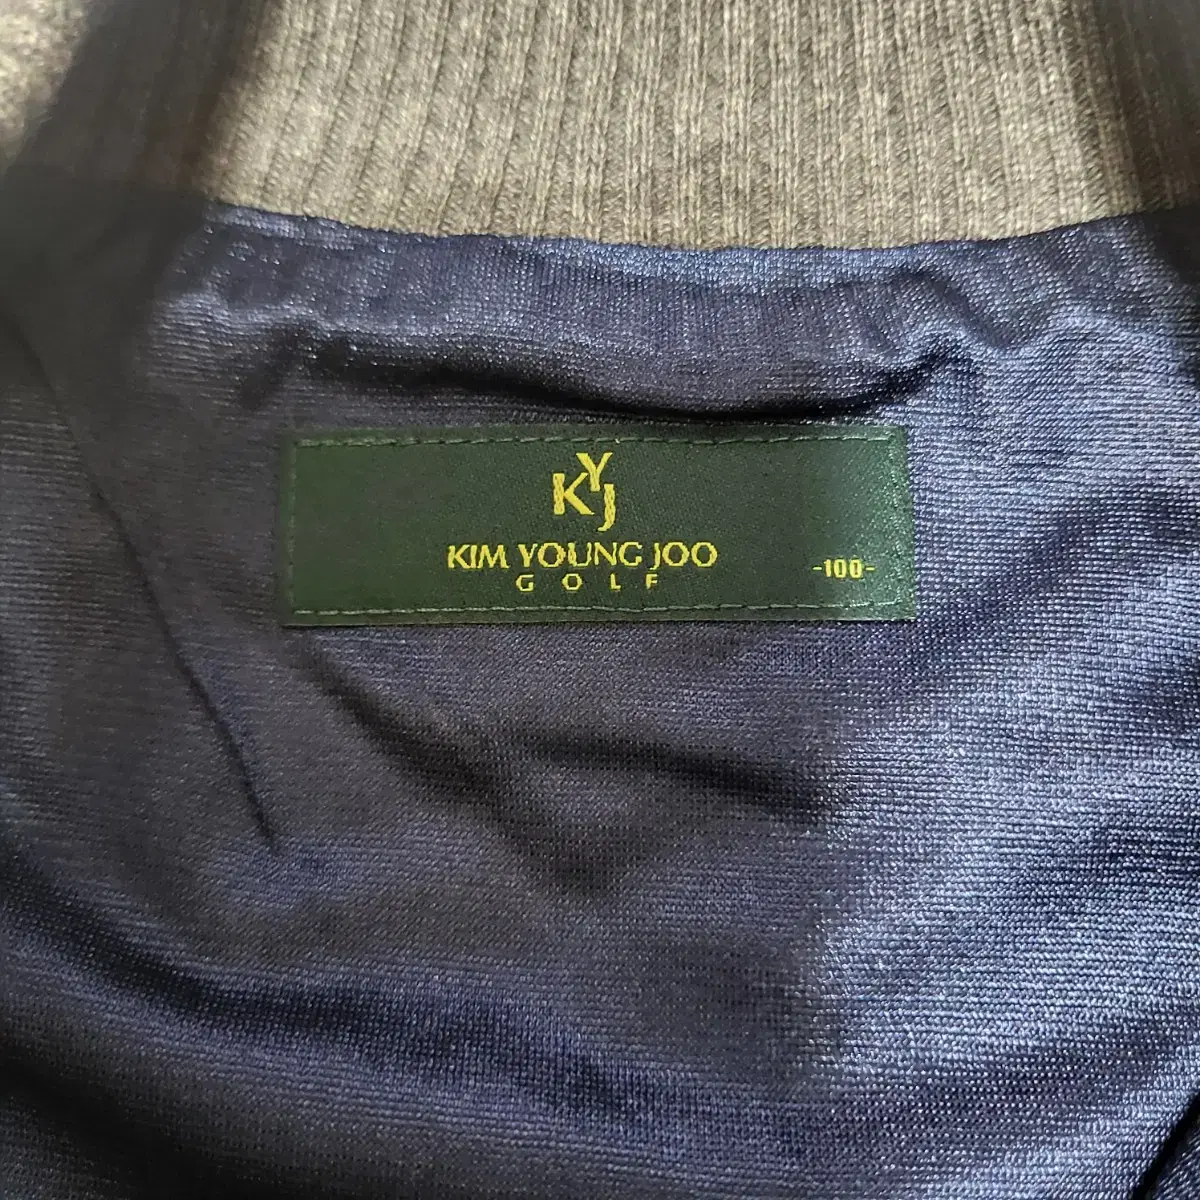 KYJ
KIM YOUNG JOO
GOLF
-100-